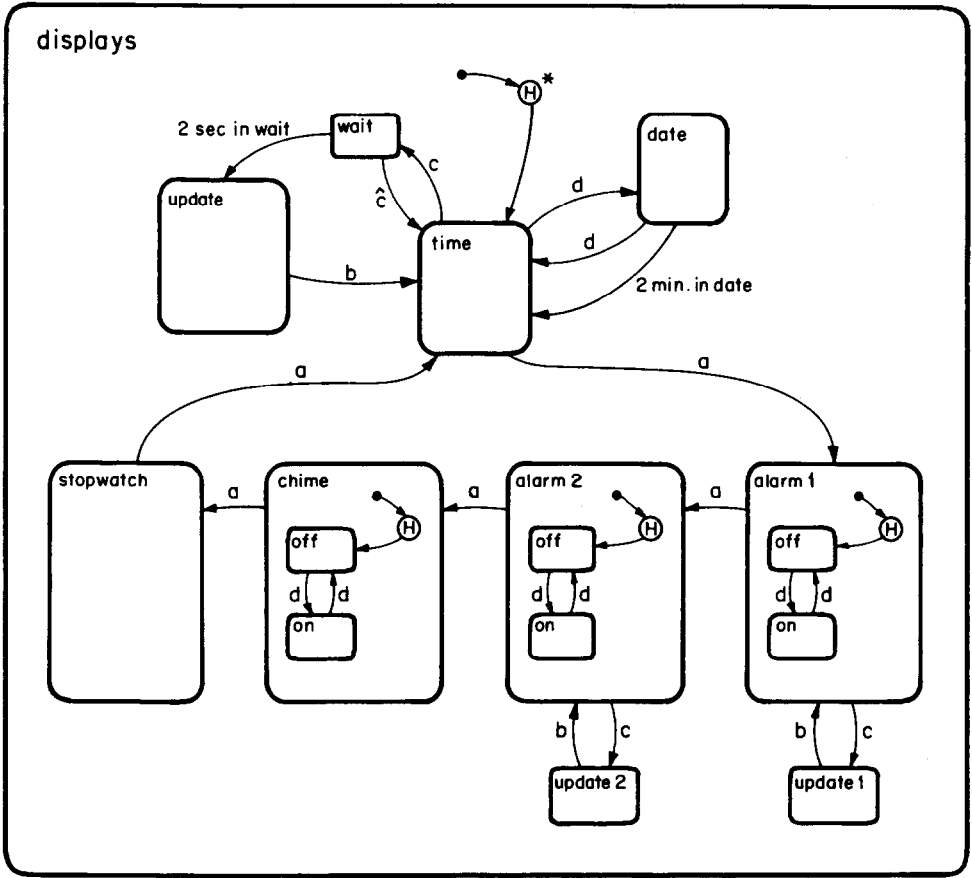 displays
H*
2 sec in wait
wait
date
c
ĉ
d
update
time
d
b
2 min. in date
a
a
stopwatch
a
chime
a
alarm 2
a
alarm 1
H
H
H
off
off
off
d
d
d
d
d
d
on
on
on
b
c
b
c
update 2
update 1